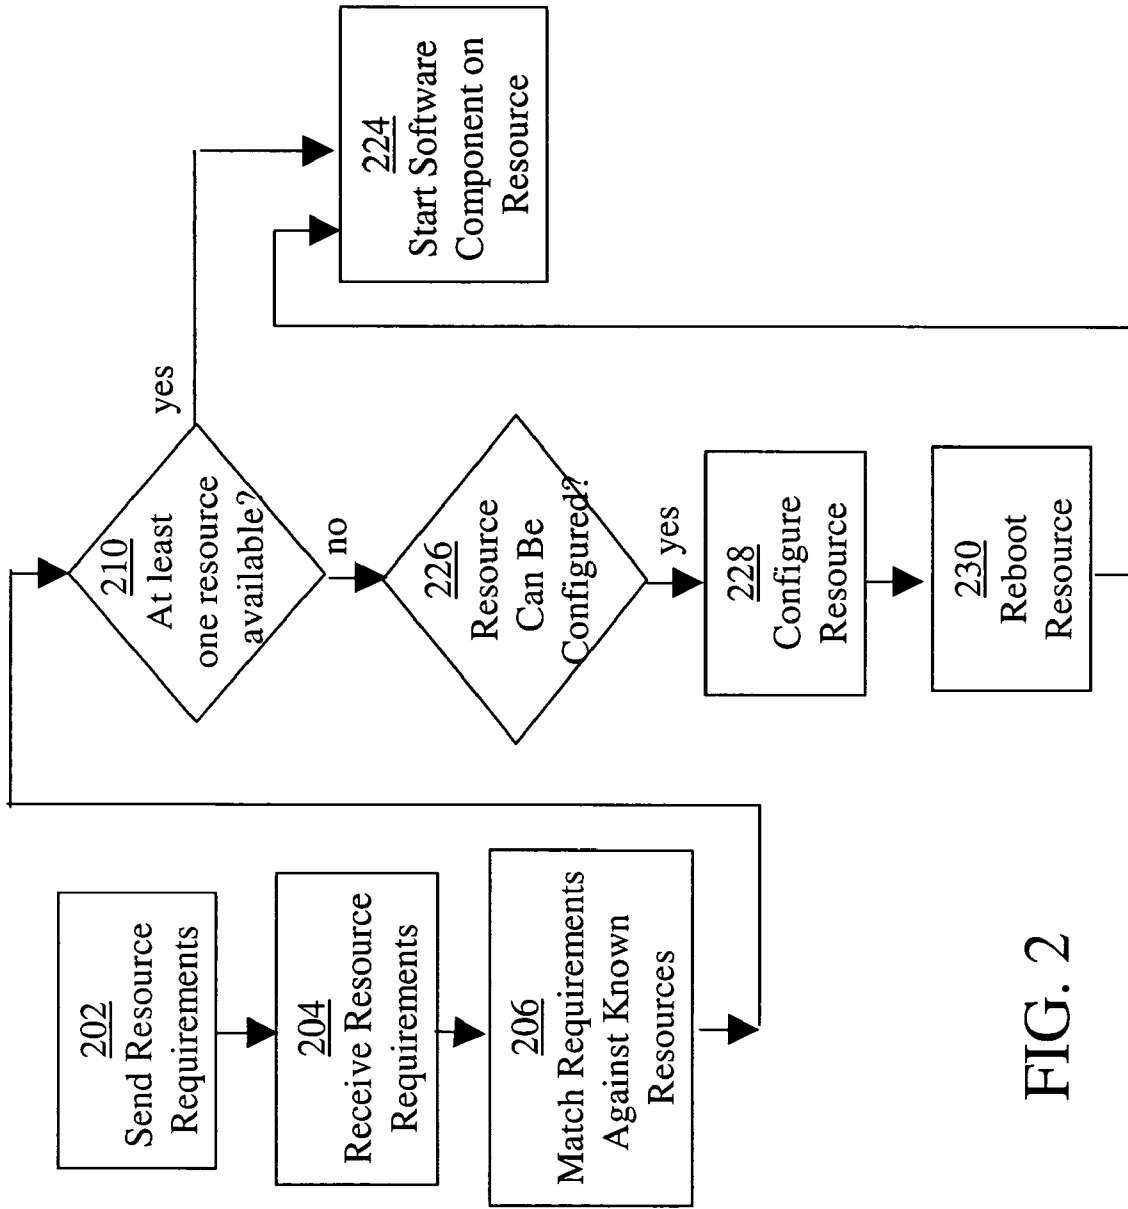 202
Send Resource
Requirements
204
Receive Resource
Requirements
206
Match Requirements
Against Known
Resources
210
At least
one resource
available?
yes
no
226
Resource
Can Be
Configured?
yes
228
Configure
Resource
230
Reboot
Resource
224
Start Software
Component on
Resource
FIG. 2